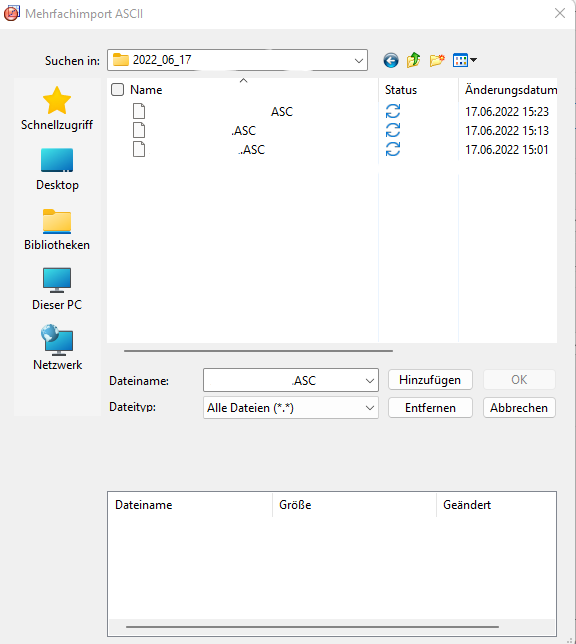 Mehrfachimport ASCII
Suchen in: 2022_06_17
Name Status Änderungsdatum
ASC 17.06.2022 15:23
.ASC 17.06.2022 15:13
..ASC 17.06.2022 15:01
Schnellzugriff
Desktop
Bibliotheken
Dieser PC
Netzwerk
Dateiname: .ASC Hinzufügen OK
Dateityp: Alle Dateien (*.*) Entfernen Abbrechen
Dateiname Größe Geändert